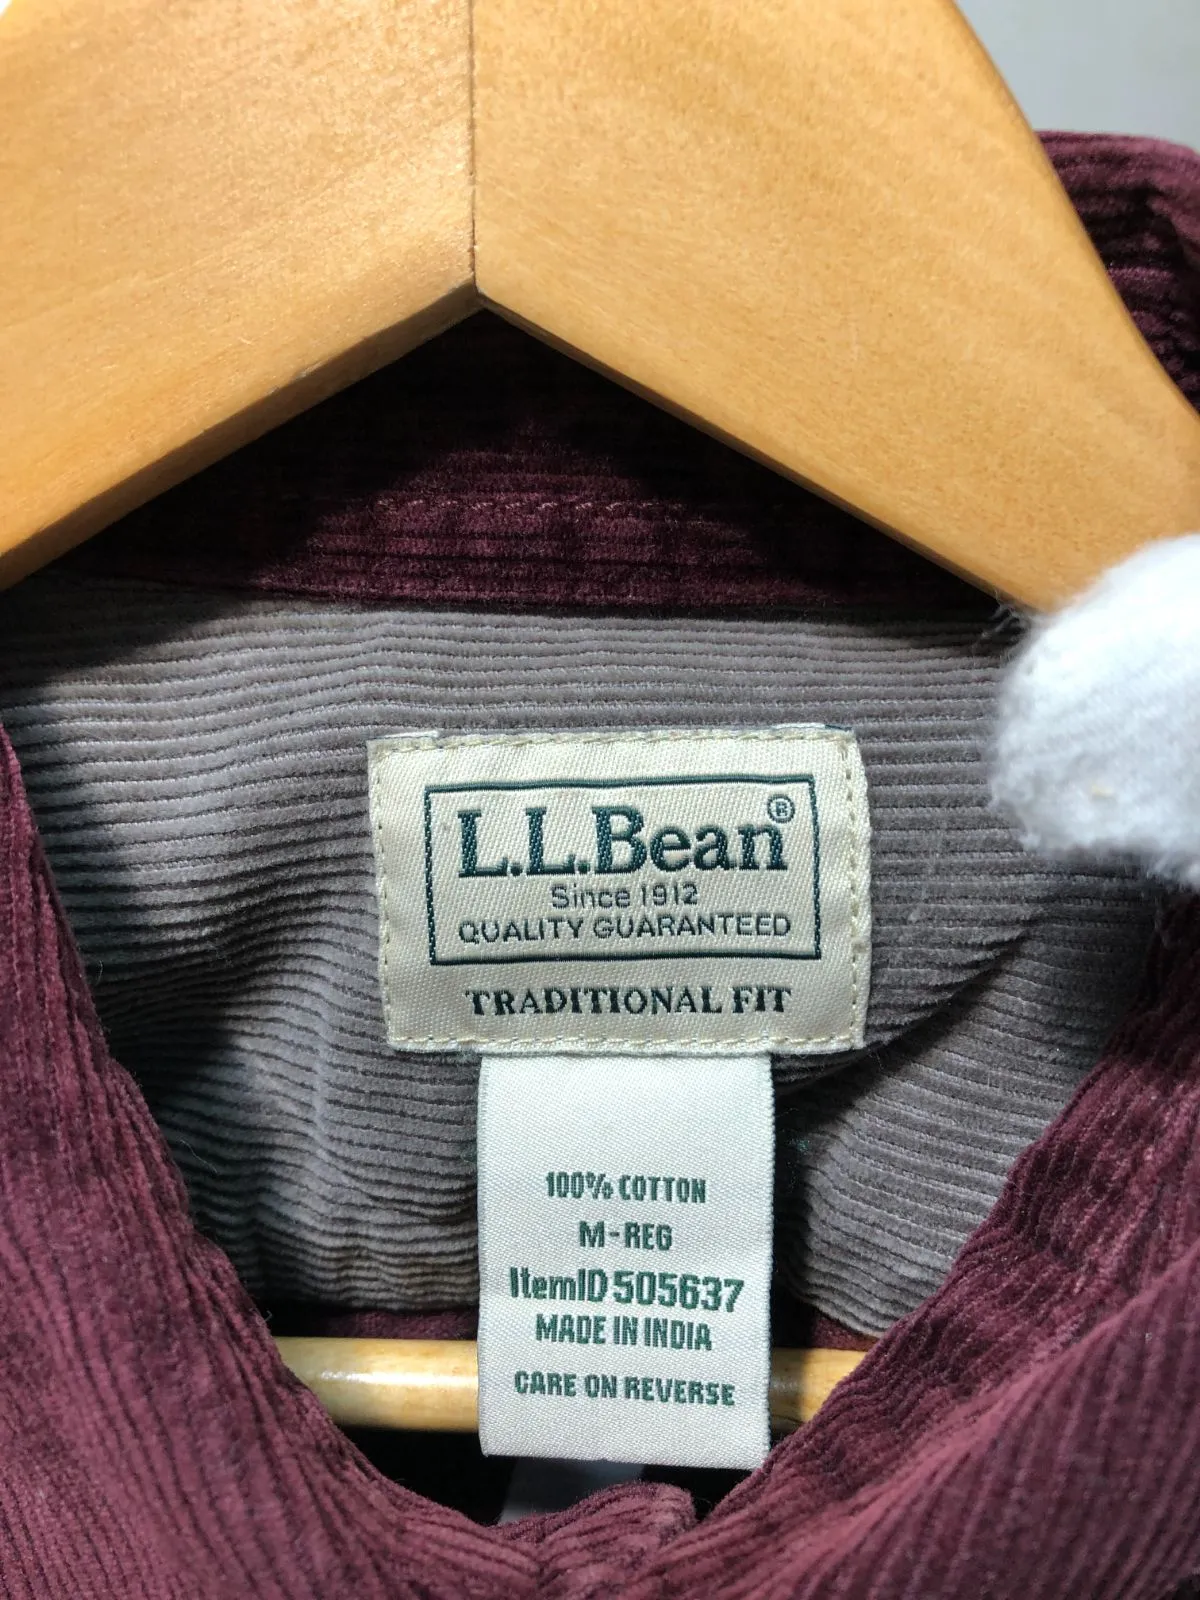 L.L.Bean®
Since 1912
QUALITY GUARANTEED
TRADITIONAL FIT
100% COTTON
M-REG
ItemID 505637
MADE IN INDIA
CARE ON REVERSE